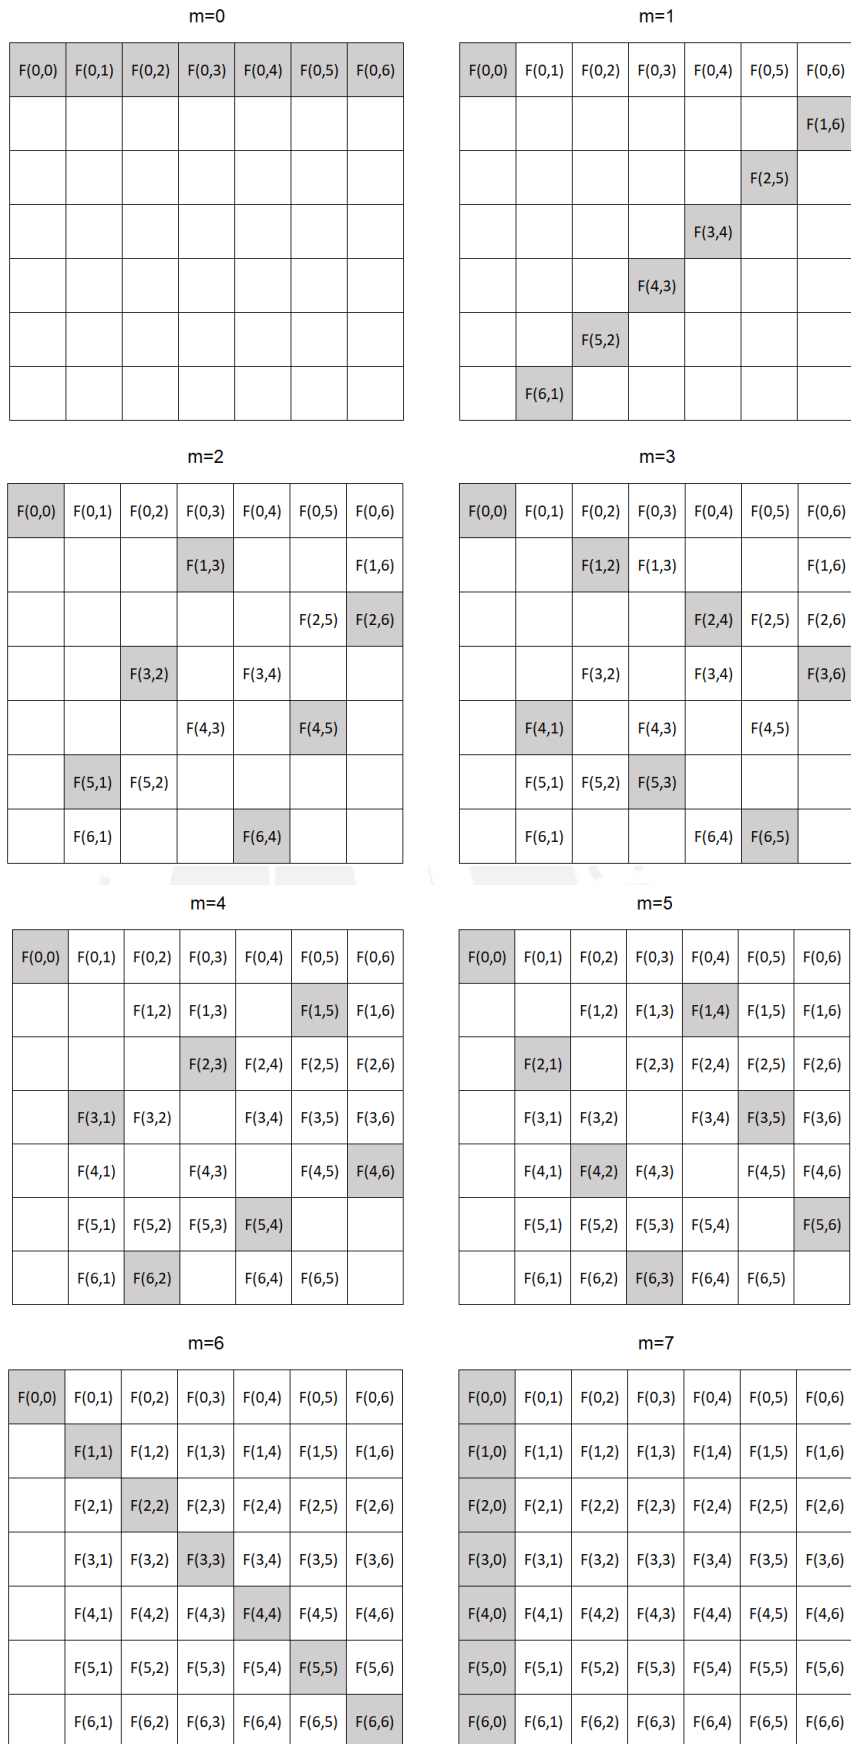 m=0 m=1
F(0,0) F(0,1) F(0,2) F(0,3) F(0,4) F(0,5) F(0,6) F(0,0) F(0,1) F(0,2) F(0,3) F(0,4) F(0,5) F(0,6)
F(1,6)
F(2,5)
F(3,4)
F(4,3)
F(5,2)
F(6,1)
m=2 m=3
F(0,0) F(0,1) F(0,2) F(0,3) F(0,4) F(0,5) F(0,6) F(0,0) F(0,1) F(0,2) F(0,3) F(0,4) F(0,5) F(0,6)
F(1,3) F(1,6) F(1,2) F(1,3) F(1,6)
F(2,5) F(2,6) F(2,4) F(2,5) F(2,6)
F(3,2) F(3,4) F(3,2) F(3,4) F(3,6)
F(4,3) F(4,5) F(4,1) F(4,3) F(4,5)
F(5,1) F(5,2) F(5,1) F(5,2) F(5,3)
F(6,1) F(6,4) F(6,1) F(6,4) F(6,5)
m=4 m=5
F(0,0) F(0,1) F(0,2) F(0,3) F(0,4) F(0,5) F(0,6) F(0,0) F(0,1) F(0,2) F(0,3) F(0,4) F(0,5) F(0,6)
F(1,2) F(1,3) F(1,5) F(1,6) F(1,2) F(1,3) F(1,4) F(1,5) F(1,6)
F(2,3) F(2,4) F(2,5) F(2,6) F(2,1) F(2,3) F(2,4) F(2,5) F(2,6)
F(3,1) F(3,2) F(3,4) F(3,5) F(3,6) F(3,1) F(3,2) F(3,4) F(3,5) F(3,6)
F(4,1) F(4,3) F(4,5) F(4,6) F(4,1) F(4,2) F(4,3) F(4,5) F(4,6)
F(5,1) F(5,2) F(5,3) F(5,4) F(5,1) F(5,2) F(5,3) F(5,4) F(5,6)
F(6,1) F(6,2) F(6,4) F(6,5) F(6,1) F(6,2) F(6,3) F(6,4) F(6,5)
m=6 m=7
F(0,0) F(0,1) F(0,2) F(0,3) F(0,4) F(0,5) F(0,6) F(0,0) F(0,1) F(0,2) F(0,3) F(0,4) F(0,5) F(0,6)
F(1,1) F(1,2) F(1,3) F(1,4) F(1,5) F(1,6) F(1,0) F(1,1) F(1,2) F(1,3) F(1,4) F(1,5) F(1,6)
F(2,1) F(2,2) F(2,3) F(2,4) F(2,5) F(2,6) F(2,0) F(2,1) F(2,2) F(2,3) F(2,4) F(2,5) F(2,6)
F(3,1) F(3,2) F(3,3) F(3,4) F(3,5) F(3,6) F(3,0) F(3,1) F(3,2) F(3,3) F(3,4) F(3,5) F(3,6)
F(4,1) F(4,2) F(4,3) F(4,4) F(4,5) F(4,6) F(4,0) F(4,1) F(4,2) F(4,3) F(4,4) F(4,5) F(4,6)
F(5,1) F(5,2) F(5,3) F(5,4) F(5,5) F(5,6) F(5,0) F(5,1) F(5,2) F(5,3) F(5,4) F(5,5) F(5,6)
F(6,1) F(6,2) F(6,3) F(6,4) F(6,5) F(6,6) F(6,0) F(6,1) F(6,2) F(6,3) F(6,4) F(6,5) F(6,6)